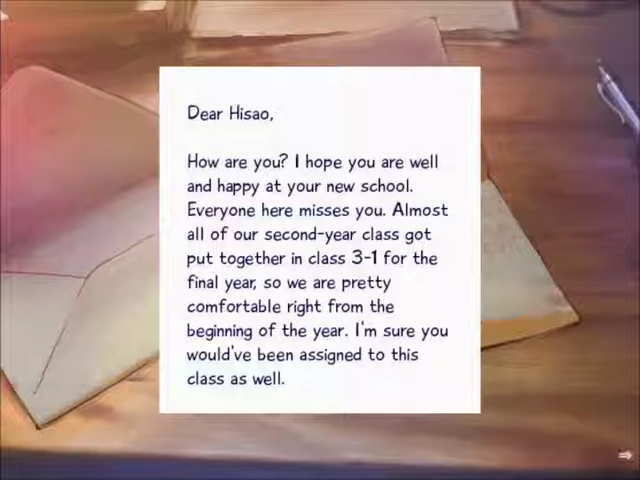 Dear Hisao,
How are you? I hope you are well
and happy at your new school.
Everyone here misses you. Almost
all of our second-year class got
put together in class 3-1 for the
final year, so we are pretty
comfortable right from the
beginning of the year. I'm sure you
would've been assigned to this
class as well.